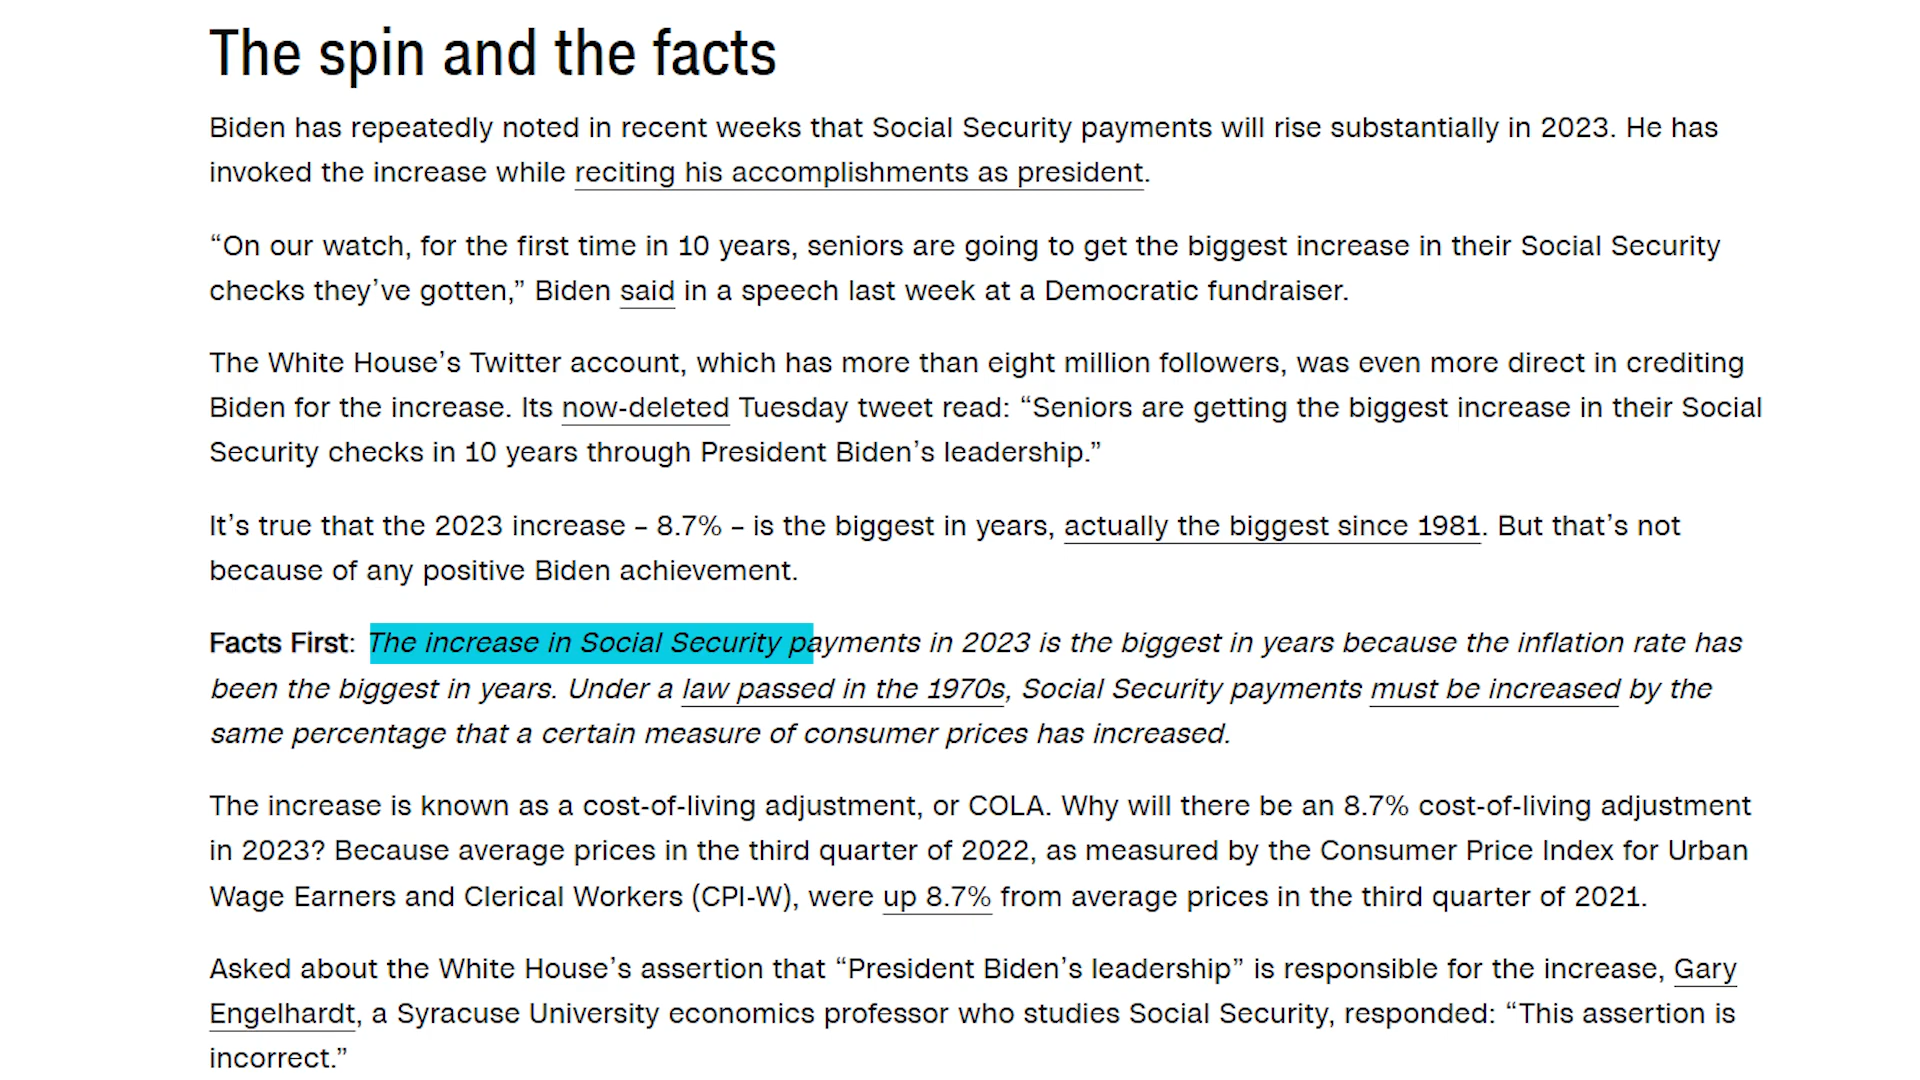 The spin and the facts
Biden has repeatedly noted in recent weeks that Social Security payments will rise substantially in 2023. He has
invoked the increase while reciting his accomplishments as president.
“On our watch, for the first time in 10 years, seniors are going to get the biggest increase in their Social Security
checks they’ve gotten,” Biden said in a speech last week at a Democratic fundraiser.
The White House’s Twitter account, which has more than eight million followers, was even more direct in crediting
Biden for the increase. Its now-deleted Tuesday tweet read: “Seniors are getting the biggest increase in their Social
Security checks in 10 years through President Biden’s leadership.”
It’s true that the 2023 increase – 8.7% – is the biggest in years, actually the biggest since 1981. But that’s not
because of any positive Biden achievement.
Facts First: The increase in Social Security payments in 2023 is the biggest in years because the inflation rate has
been the biggest in years. Under a law passed in the 1970s, Social Security payments must be increased by the
same percentage that a certain measure of consumer prices has increased.
The increase is known as a cost-of-living adjustment, or COLA. Why will there be an 8.7% cost-of-living adjustment
in 2023? Because average prices in the third quarter of 2022, as measured by the Consumer Price Index for Urban
Wage Earners and Clerical Workers (CPI-W), were up 8.7% from average prices in the third quarter of 2021.
Asked about the White House’s assertion that “President Biden’s leadership” is responsible for the increase, Gary
Engelhardt, a Syracuse University economics professor who studies Social Security, responded: “This assertion is
incorrect.”